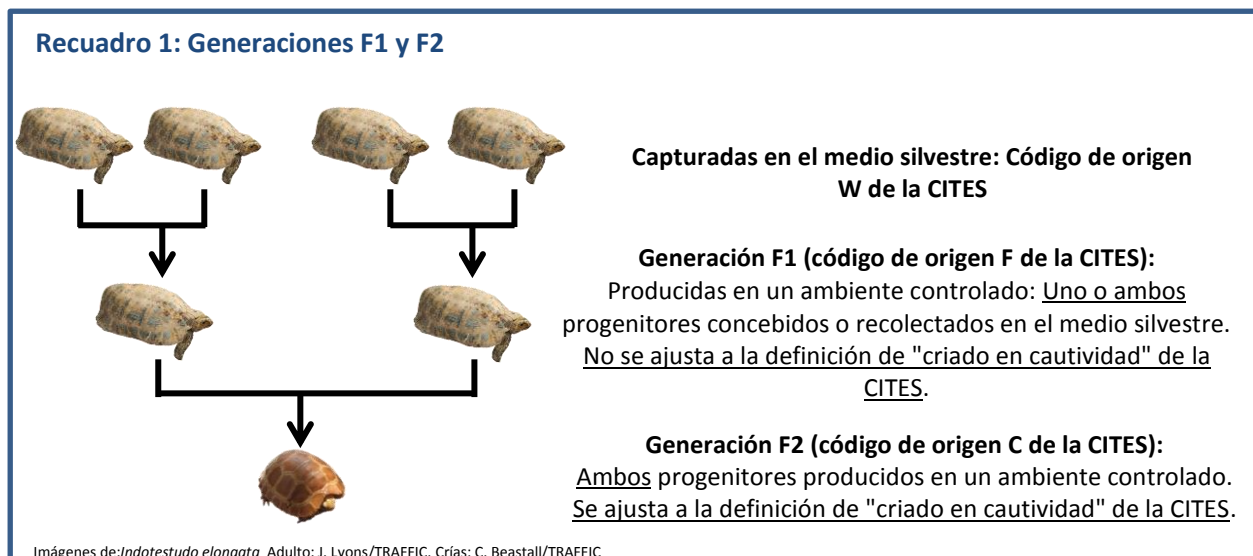 Recuadro 1: Generaciones F1 y F2
Capturadas en el medio silvestre: Código de origen
W de la CITES
Generación F1 (código de origen F de la CITES):
Producidas en un ambiente controlado: Uno o ambos
progenitores concebidos o recolectados en el medio silvestre.
No se ajusta a la definición de "criado en cautividad" de la
CITES.
Generación F2 (código de origen C de la CITES):
Ambos progenitores producidos en un ambiente controlado.
Se ajusta a la definición de "criado en cautividad" de la CITES.
Imágenes de:Indotestudo elongata Adulto: J. Lyons/TRAFFIC, Crías: C. Beastall/TRAFFIC